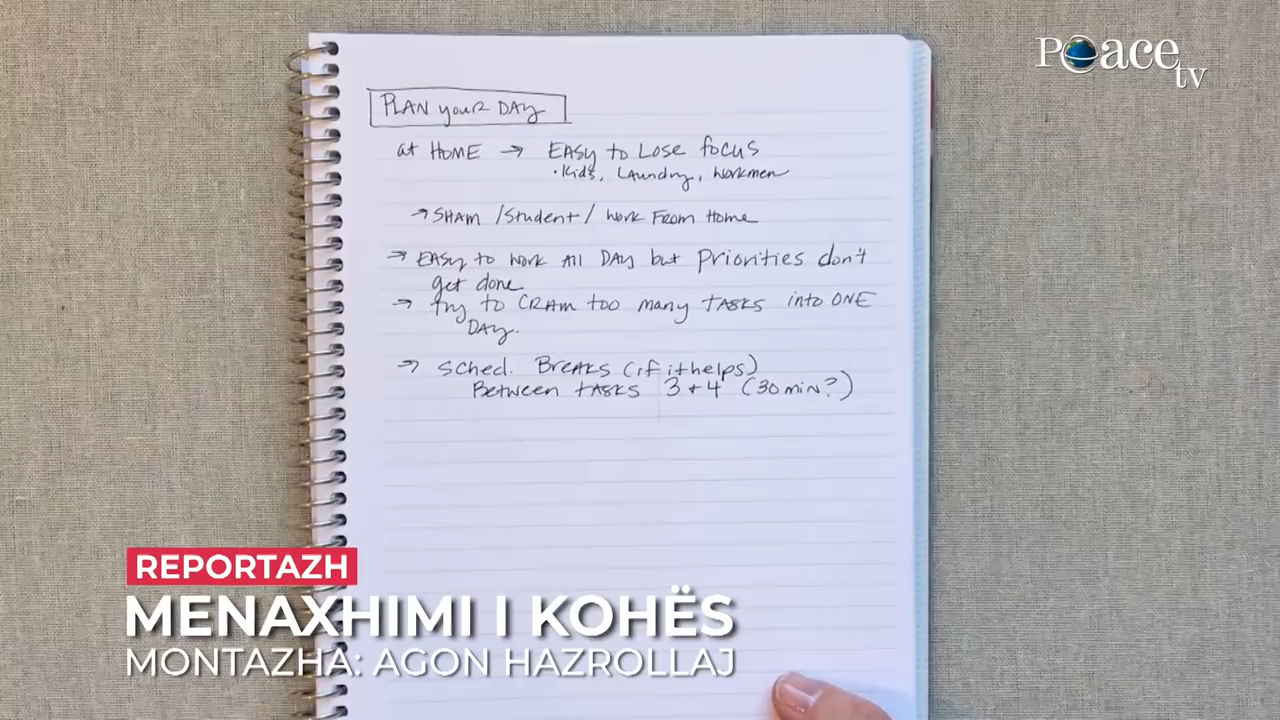 Peace tv
PLAN your DAY
at HOME → EASY to LOSE focus
• Kids, Laundry, Workmen
→ SHAM / Student / Work From Home
→ EASY to work All DAY but Priorities don't
get done
→ Try to CRAM too many TASKS into ONE
DAY.
→ Sched. BREAKS (if it helps)
Between TASKS 3 + 4 (30 min?)
REPORTAZH
MENAXHIMI I KOHËS
MONTAZHA: AGON HAZROLLAJ